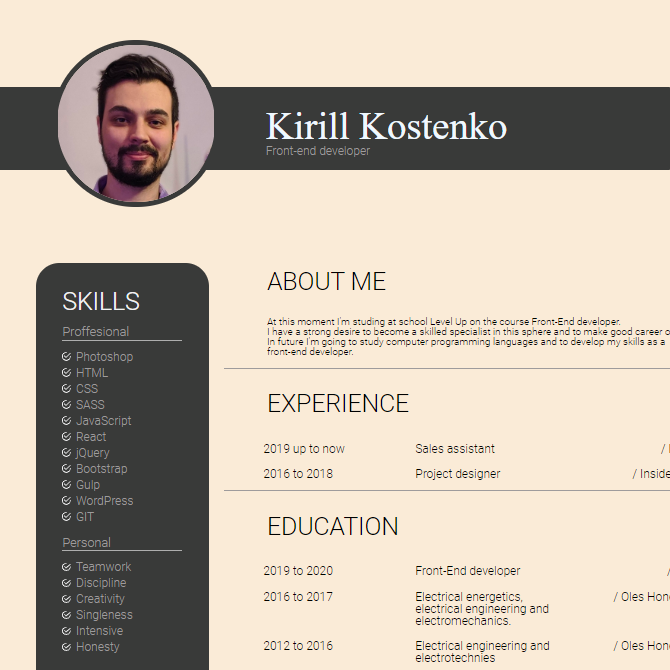 Kirill Kostenko
Front-end developer
SKILLS
Proffesional
Photoshop
HTML
CSS
SASS
JavaScript
React
jQuery
Bootstrap
Gulp
WordPress
GIT
Personal
Teamwork
Discipline
Creativity
Singleness
Intensive
Honesty
ABOUT ME
At this moment I'm studing at school Level Up on the course Front-End developer.
I have a strong desire to become a skilled specialist in this sphere and to make good career
In future I'm going to study computer programming languages and to develop my skills as a
front-end developer.
EXPERIENCE
2019 up to now Sales assistant /
2016 to 2018 Project designer / Inside
EDUCATION
2019 to 2020 Front-End developer /
2016 to 2017 Electrical energetics, / Oles
electrical engineering and
electromechanics.
2012 to 2016 Electrical engineering and / Oles
electrotechnies